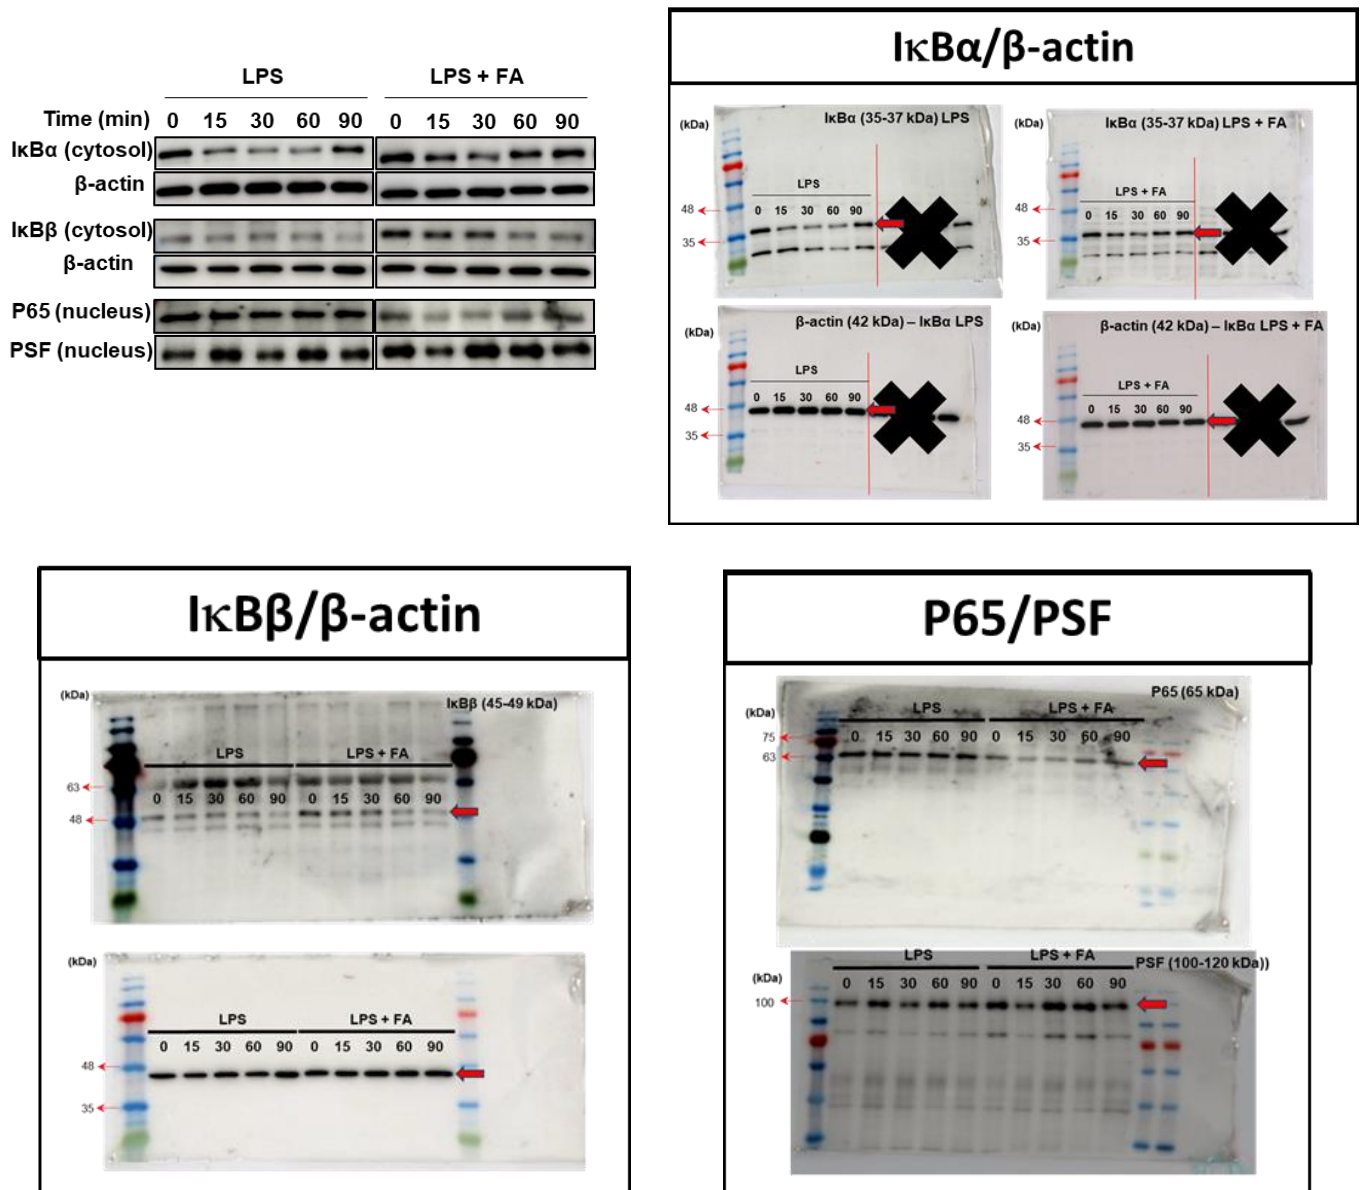 LPS LPS + FA
Time (min) 0 15 30 60 90 0 15 30 60 90
IκBα (cytosol)
β-actin
IκBβ (cytosol)
β-actin
P65 (nucleus)
PSF (nucleus)
IκBα/β-actin
(kDa) IκBα (35-37 kDa) LPS
LPS
0 15 30 60 90
48
35
(kDa) IκBα (35-37 kDa) LPS + FA
LPS + FA
0 15 30 60 90
48
35
(kDa) β-actin (42 kDa) – IκBα LPS
LPS
0 15 30 60 90
48
35
(kDa) β-actin (42 kDa) – IκBα LPS + FA
LPS + FA
0 15 30 60 90
48
35
IκBβ/β-actin
(kDa) IκBβ (45-49 kDa)
LPS LPS + FA
63
0 15 30 60 90 0 15 30 60 90
48
(kDa)
LPS LPS + FA
0 15 30 60 90 0 15 30 60 90
48
35
P65/PSF
P65 (65 kDa)
(kDa) LPS LPS + FA
75 0 15 30 60 90 0 15 30 60 90
63
LPS LPS + FA PSF (100-120 kDa))
(kDa) 0 15 30 60 90 0 15 30 60 90
100